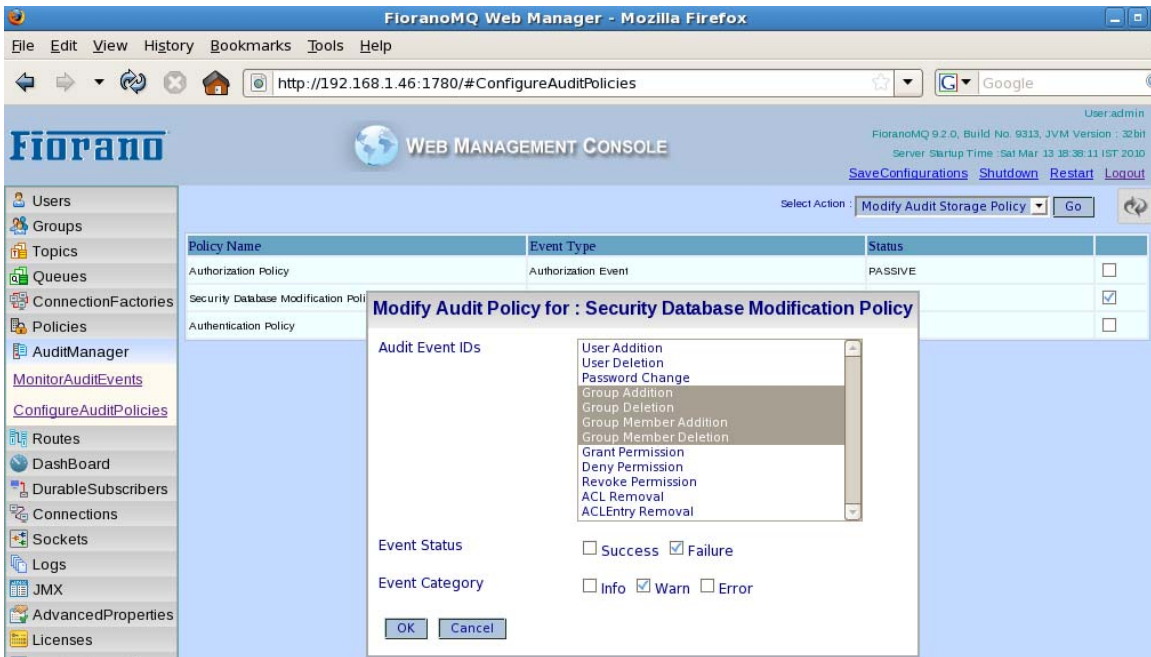 FioranoMQ Web Manager - Mozilla Firefox
File Edit View History Bookmarks Tools Help
http://192.168.1.46:1780/#ConfigureAuditPolicies
G Google
User:admin
Fiorano
WEB MANAGEMENT CONSOLE
FioranoMQ 9.2.0, Build No. 9313, JVM Version : 32bit
Server Startup Time :Sat Mar 13 18:38:11 IST 2010
SaveConfigurations Shutdown Restart Logout
Select Action : Modify Audit Storage Policy Go
Users
Groups
Topics
Queues
ConnectionFactories
Policies
AuditManager
MonitorAuditEvents
ConfigureAuditPolicies
Routes
DashBoard
DurableSubscribers
Connections
Sockets
Logs
JMX
AdvancedProperties
Licenses
Policy Name Event Type Status
Authorization Policy Authorization Event PASSIVE
Security Database Modification Poli
Authentication Policy
Modify Audit Policy for : Security Database Modification Policy
Audit Event IDs
User Addition
User Deletion
Password Change
Group Addition
Group Deletion
Group Member Addition
Group Member Deletion
Grant Permission
Deny Permission
Revoke Permission
ACL Removal
ACLEntry Removal
Event Status Success Failure
Event Category Info Warn Error
OK Cancel